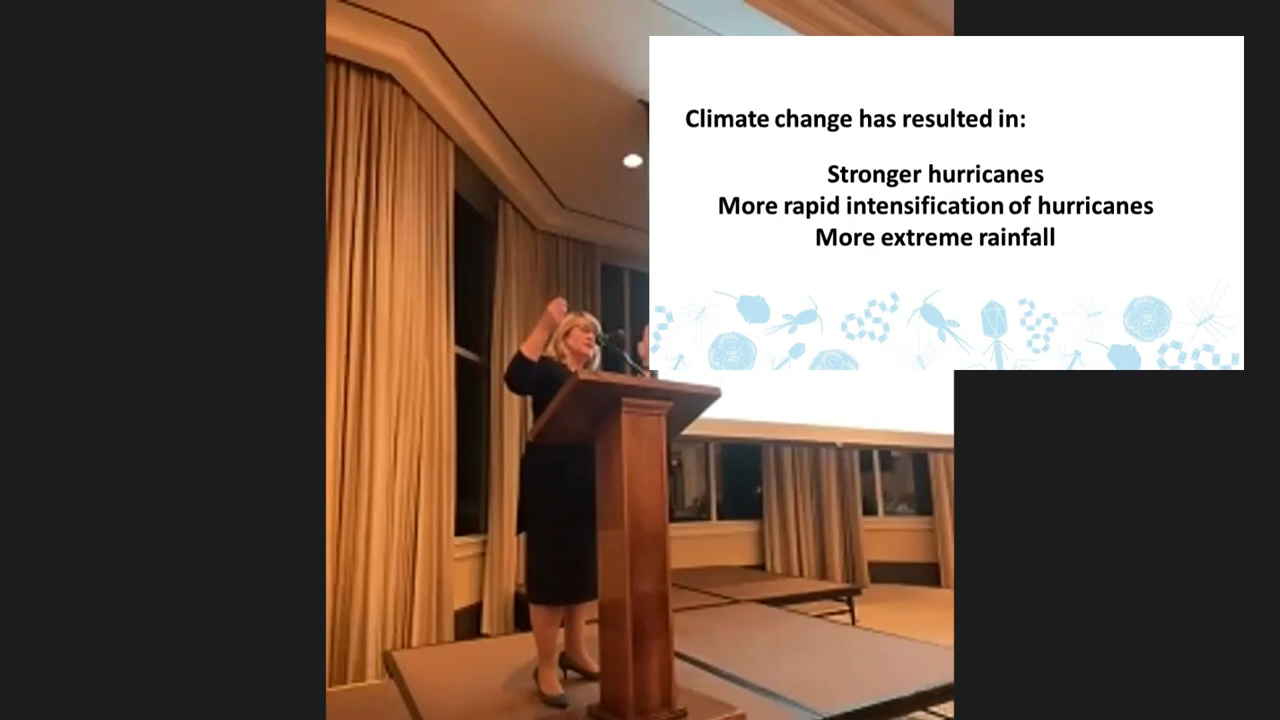 Climate change has resulted in:
Stronger hurricanes
More rapid intensification of hurricanes
More extreme rainfall